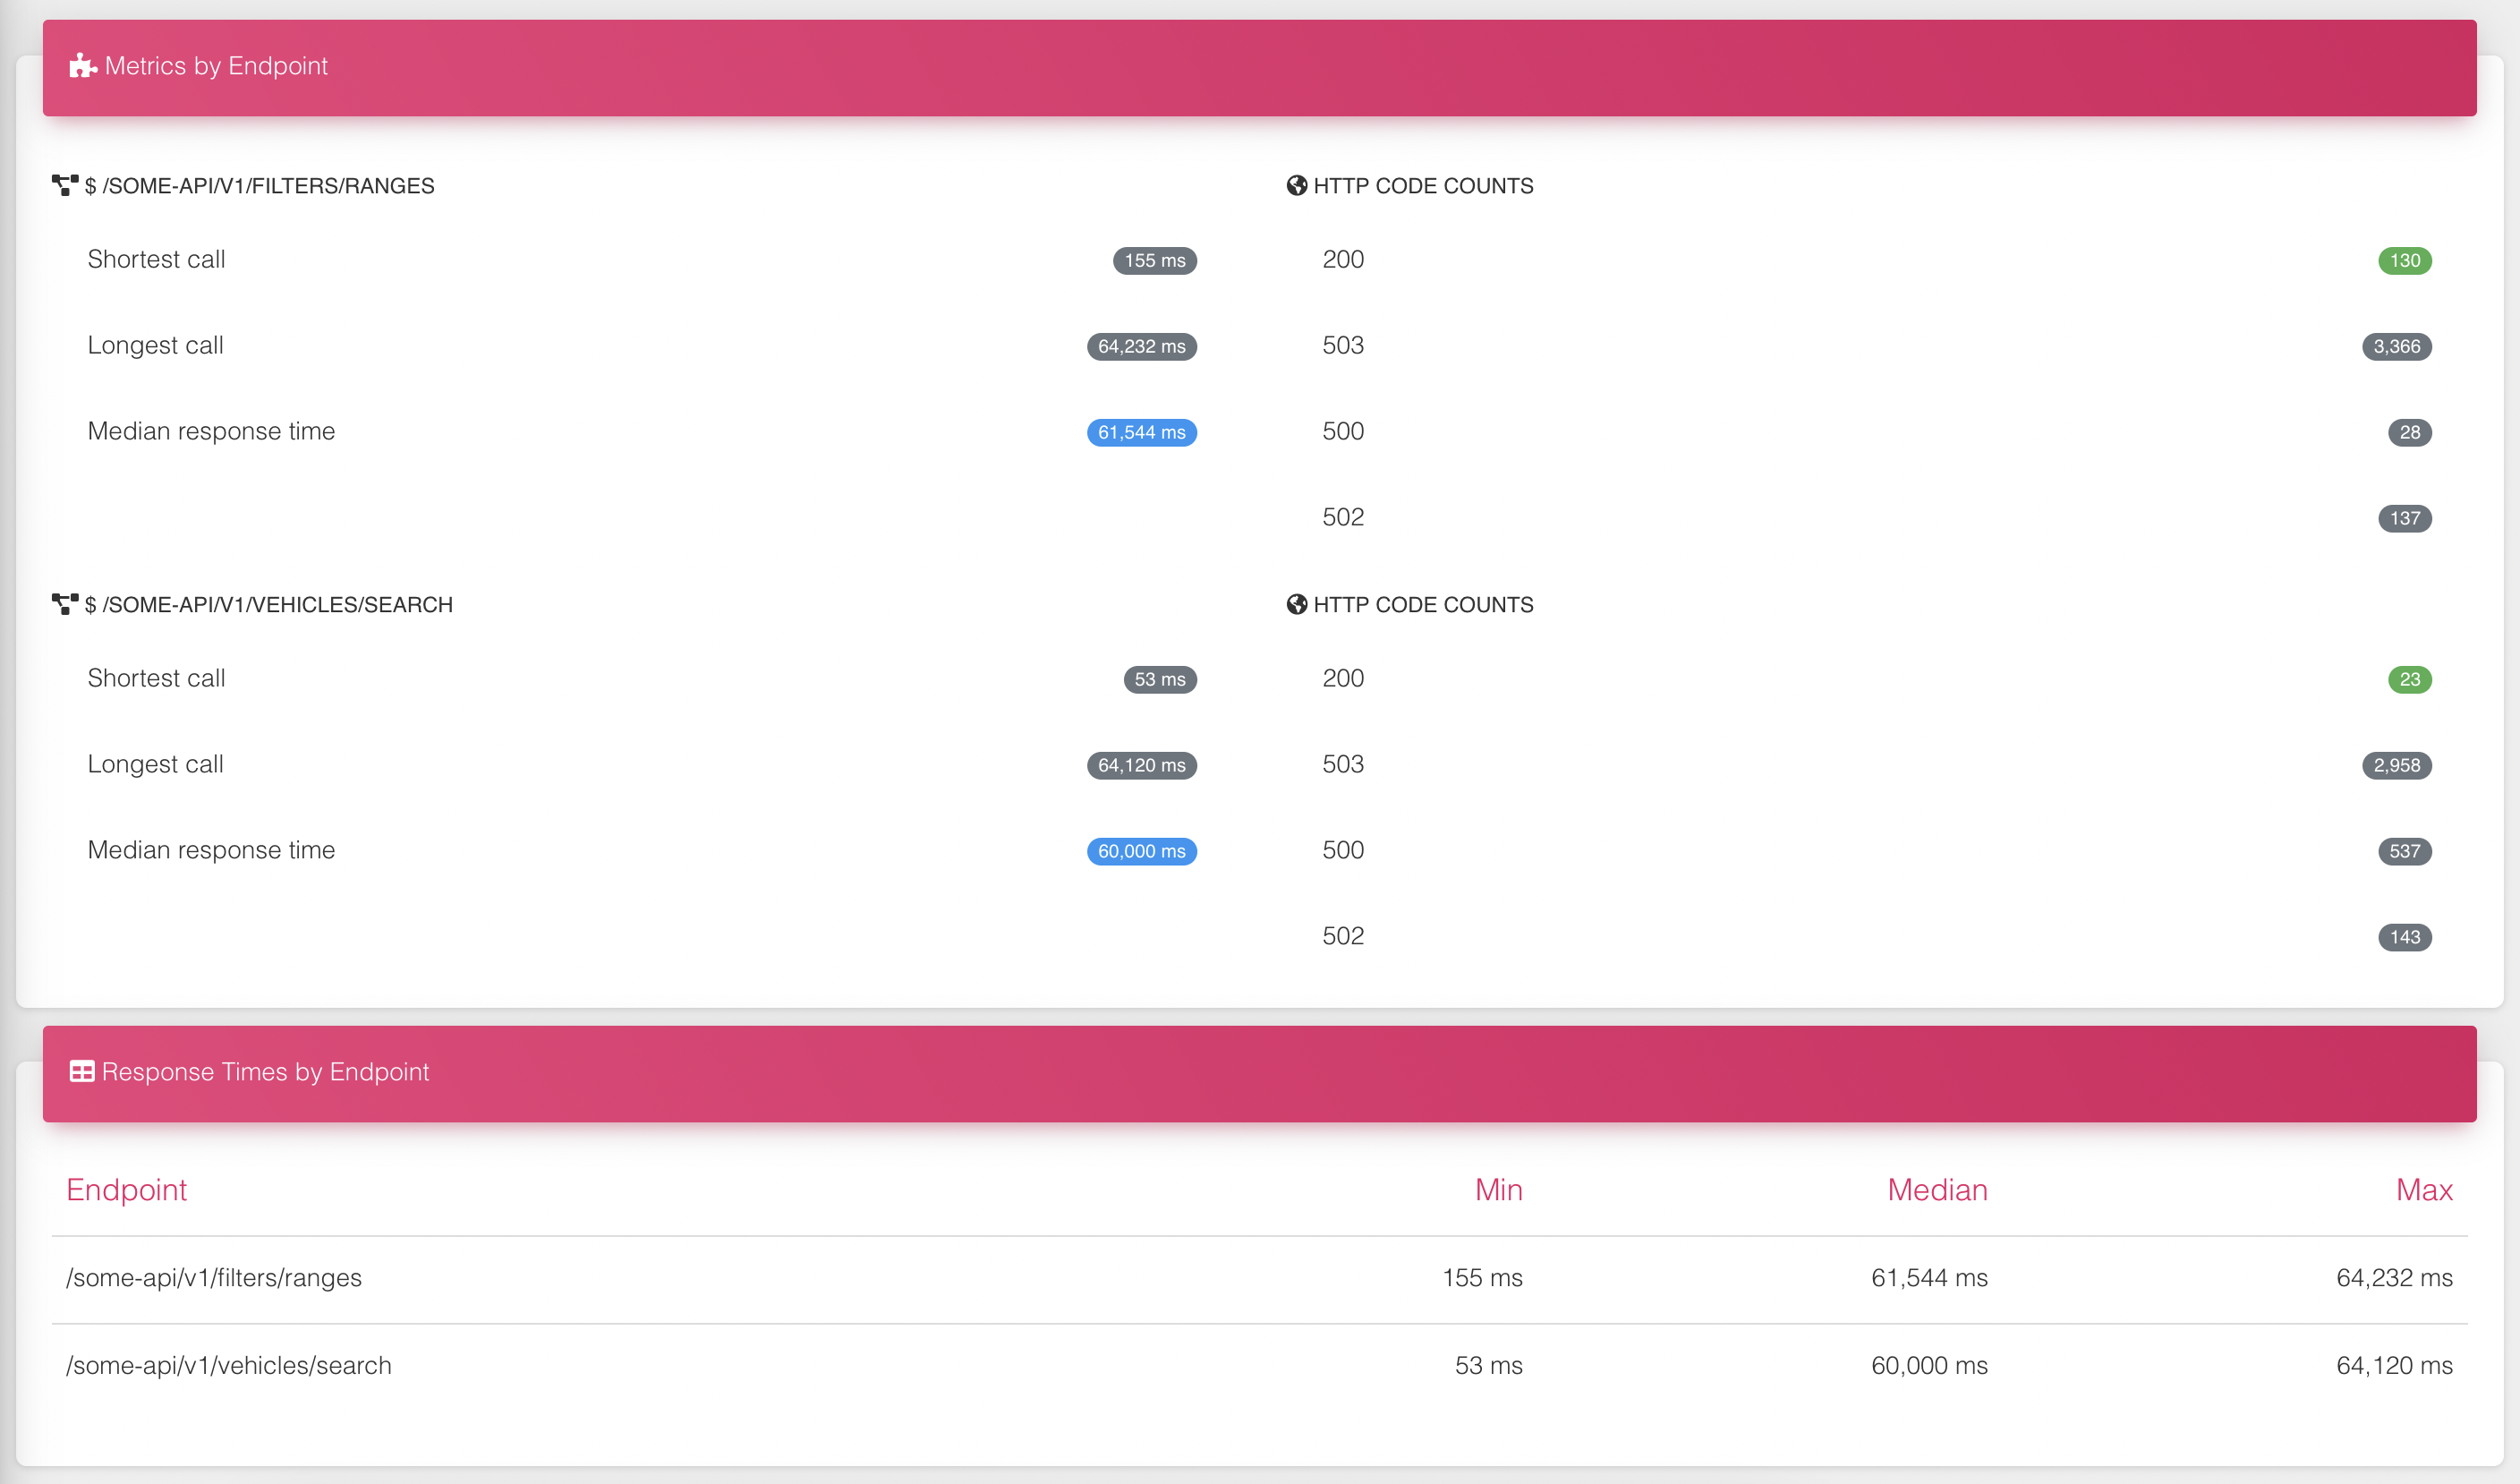 Metrics by Endpoint
$ /SOME-API/V1/FILTERS/RANGES
HTTP CODE COUNTS
Shortest call 155 ms
200 130
Longest call 64,232 ms
503 3,366
Median response time 61,544 ms
500 28
502 137
$ /SOME-API/V1/VEHICLES/SEARCH
HTTP CODE COUNTS
Shortest call 53 ms
200 23
Longest call 64,120 ms
503 2,958
Median response time 60,000 ms
500 537
502 143
Response Times by Endpoint
Endpoint Min Median Max
/some-api/v1/filters/ranges 155 ms 61,544 ms 64,232 ms
/some-api/v1/vehicles/search 53 ms 60,000 ms 64,120 ms